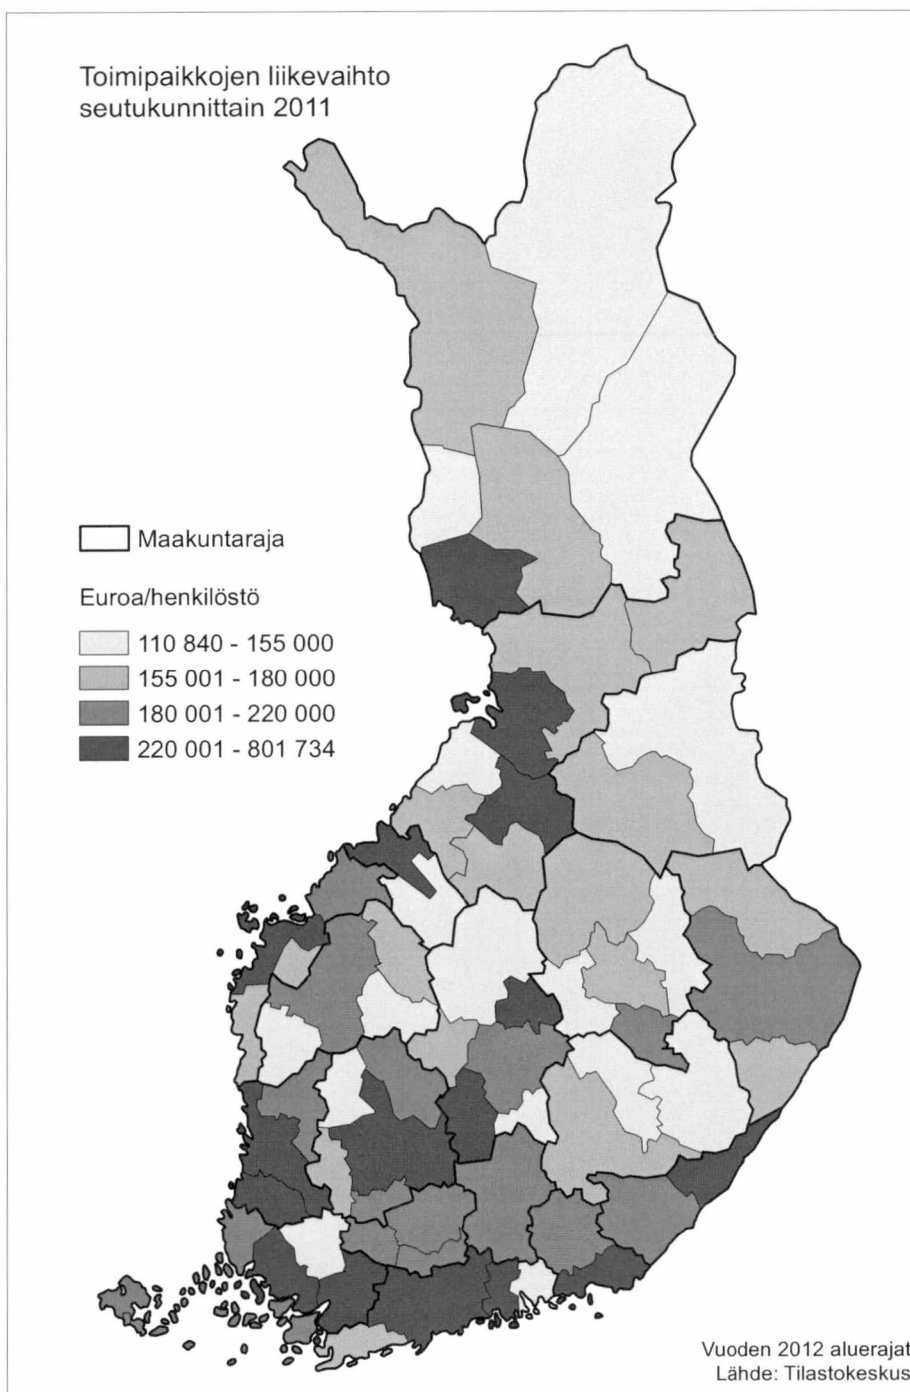 Toimipaikkojen liikevaihto
seutukunnittain 2011
Maakuntaraja
Euroa/henkilöstö
110 840 - 155 000
155 001 - 180 000
180 001 - 220 000
220 001 - 801 734
Vuoden 2012 aluerajat
Lähde: Tilastokeskus